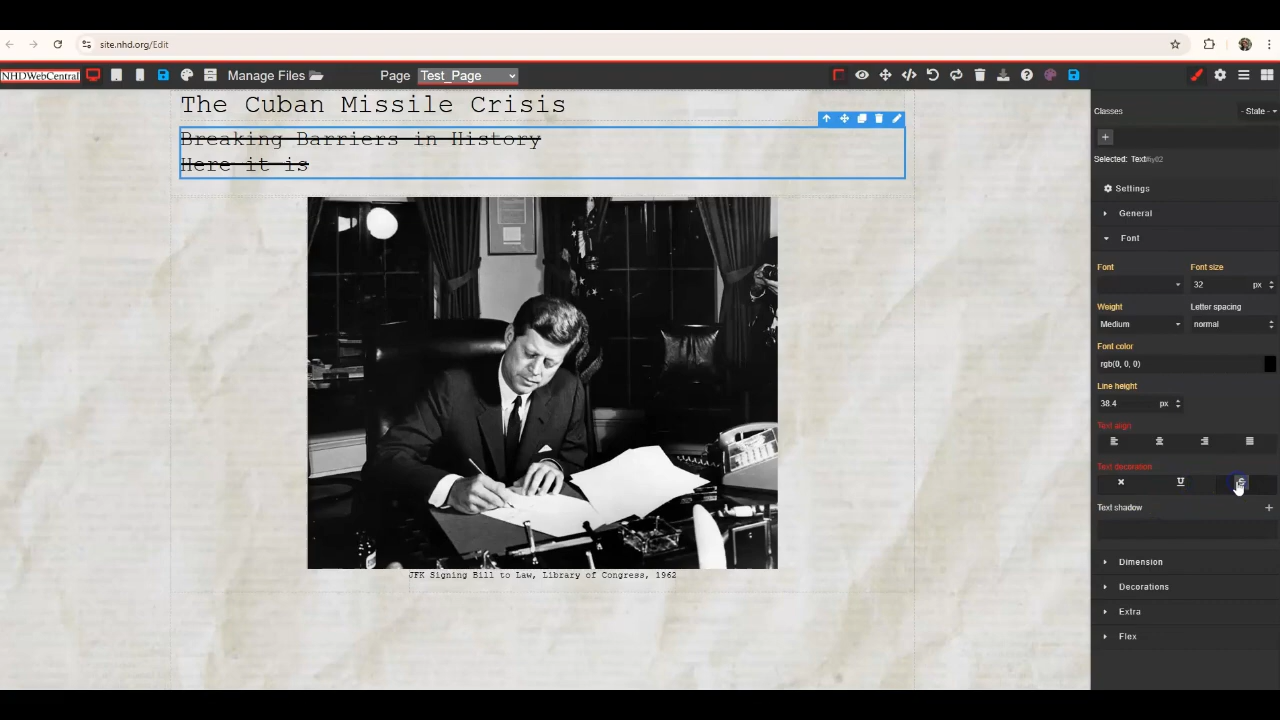 site.nhd.org/Edit
NHDWebCentral
Manage Files
Page
Test_Page
The Cuban Missile Crisis
Breaking Barriers in History
Here it is
JFK Signing Bill to Law, Library of Congress, 1962
Classes
- State -
Selected: Text#iy02
Settings
General
Font
Font Font size
32 px
Weight Letter spacing
Medium normal
Font color
rgb(0, 0, 0)
Line height
38.4 px
Text align
Text decoration
Text shadow
Dimension
Decorations
Extra
Flex